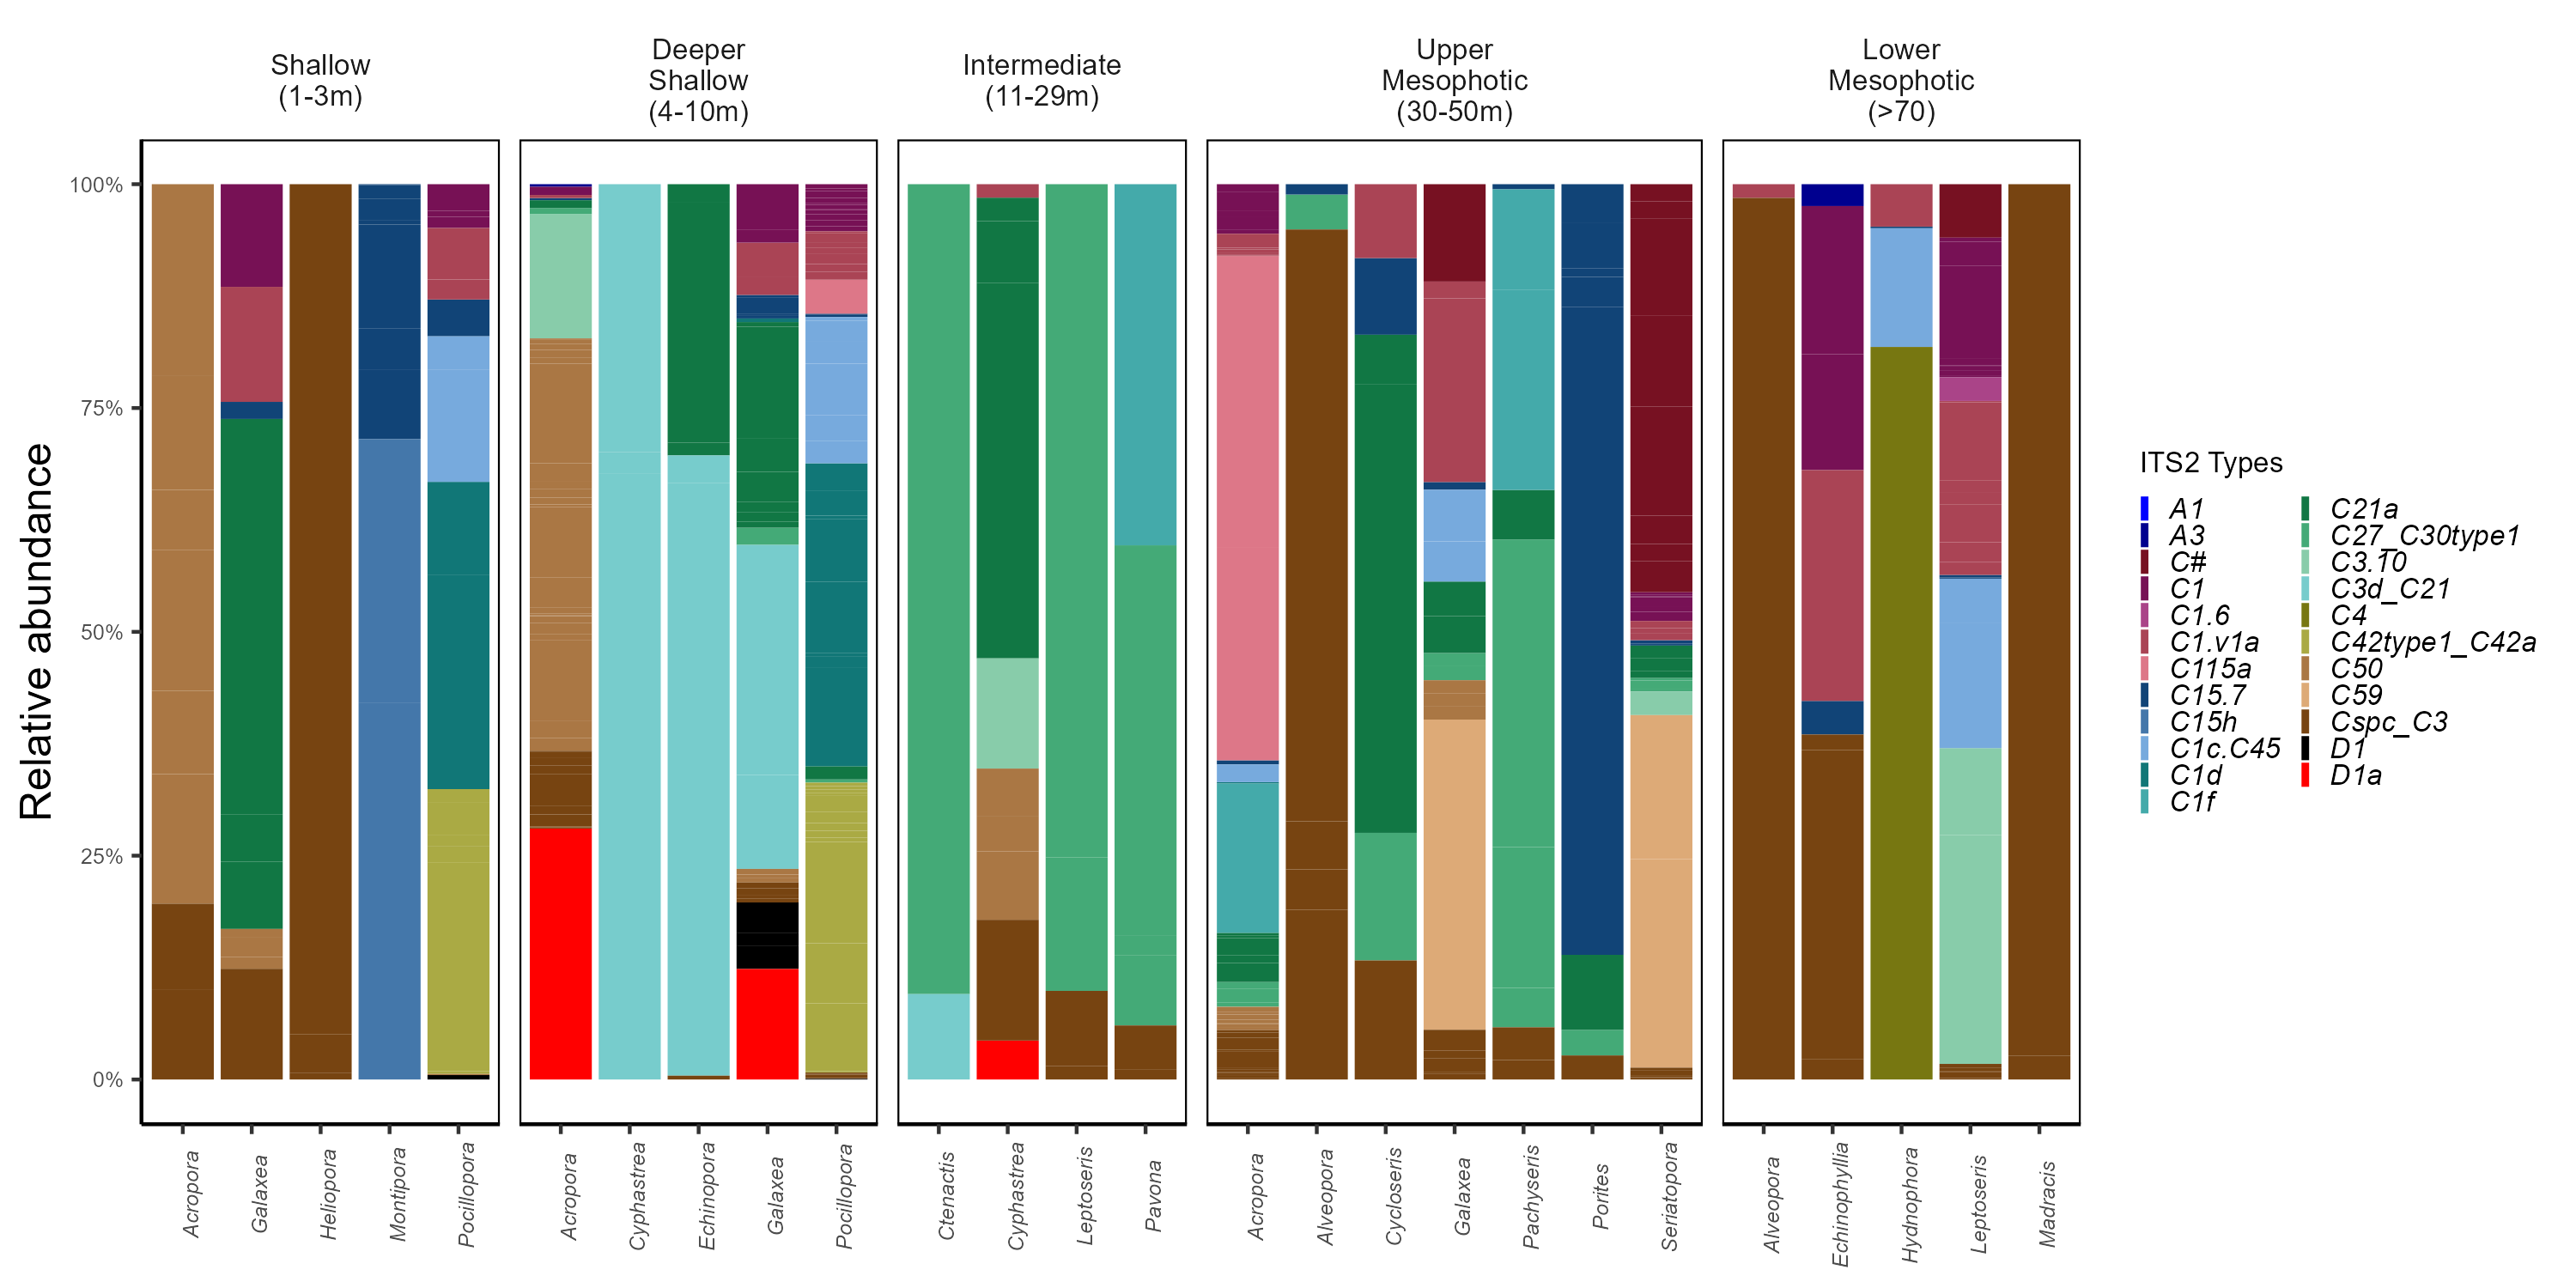 Shallow
(1-3m)
Deeper
Shallow
(4-10m)
Intermediate
(11-29m)
Upper
Mesophotic
(30-50m)
Lower
Mesophotic
(>70)
Relative abundance
100%
75%
50%
25%
0%
Acropora
Galaxea
Heliopora
Montipora
Pocillopora
Acropora
Cyphastrea
Echinopora
Galaxea
Pocillopora
Ctenactis
Cyphastrea
Leptoseris
Pavona
Acropora
Alveopora
Cycloseris
Galaxea
Pachyseris
Porites
Seriatopora
Alveopora
Echinophyllia
Hydnophora
Leptoseris
Madracis
ITS2 Types
A1
A3
C#
C1
C1.6
C1.v1a
C115a
C15.7
C15h
C1c.C45
C1d
C1f
C21a
C27_C30type1
C3.10
C3d_C21
C4
C42type1_C42a
C50
C59
Cspc_C3
D1
D1a